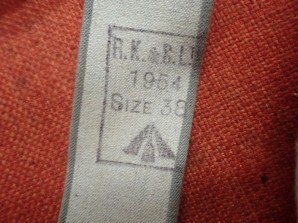 R.K. & B. L
1954
SIZE 38